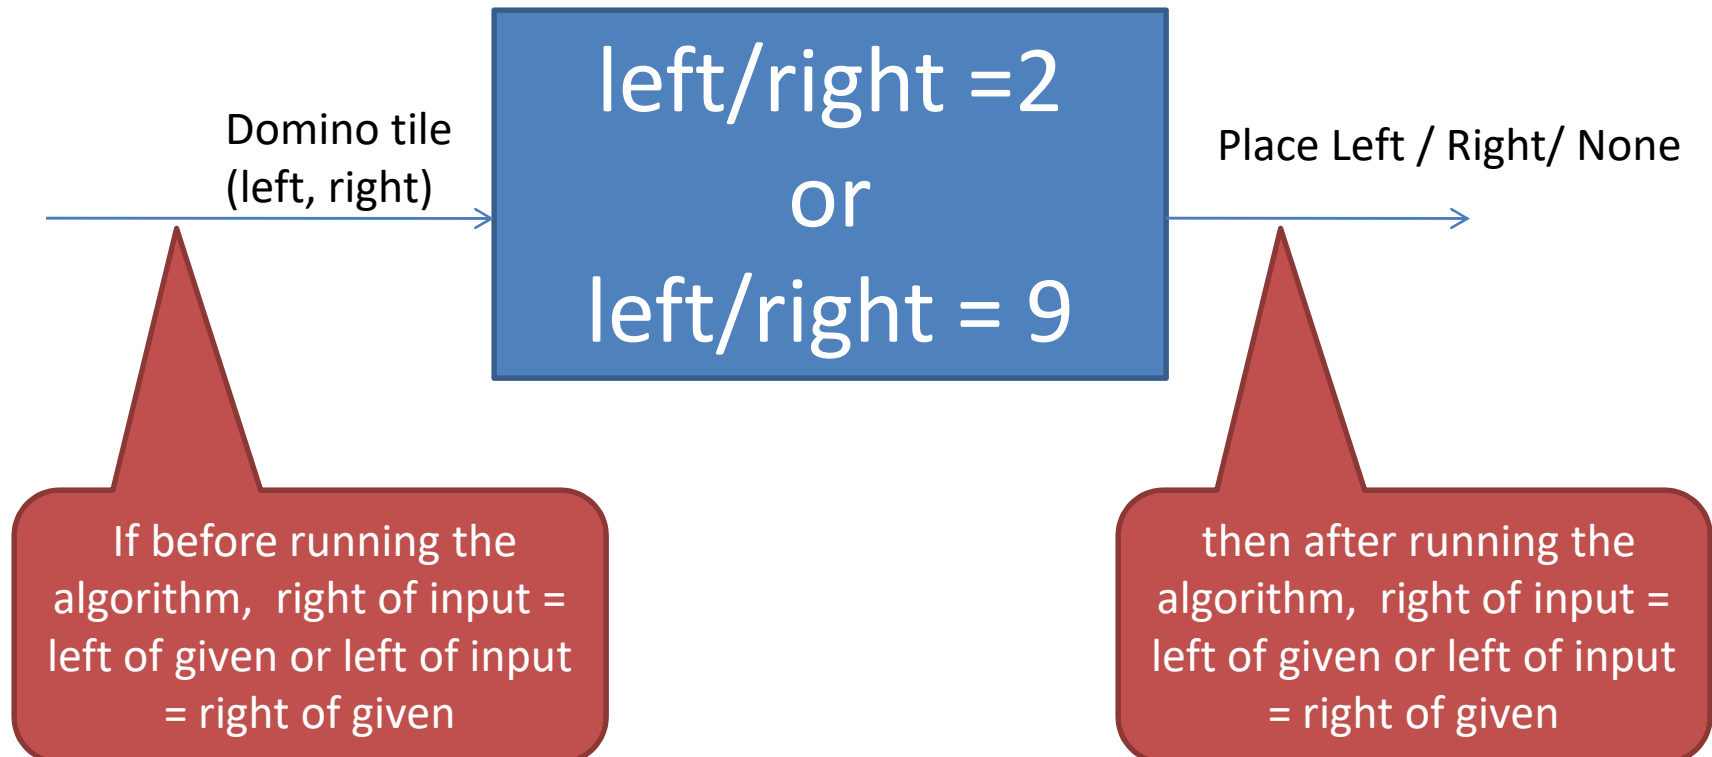 Domino tile
(left, right)
left/right =2
or
left/right = 9
Place Left / Right/ None
If before running the
algorithm, right of input =
left of given or left of input
= right of given
then after running the
algorithm, right of input =
left of given or left of input
= right of given